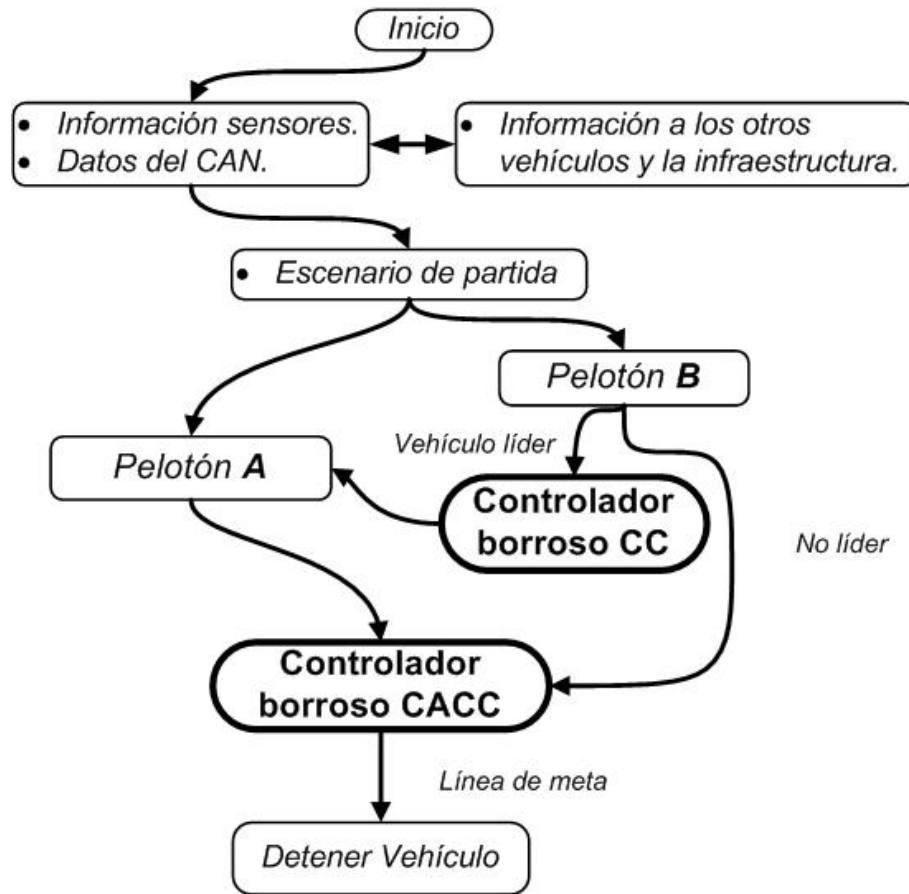 Inicio
• Información sensores.
• Datos del CAN.
• Información a los otros
vehículos y la infraestructura.
• Escenario de partida
Pelotón B
Vehículo líder
Pelotón A
Controlador
borroso CC
No líder
Controlador
borroso CACC
Línea de meta
Detener Vehículo